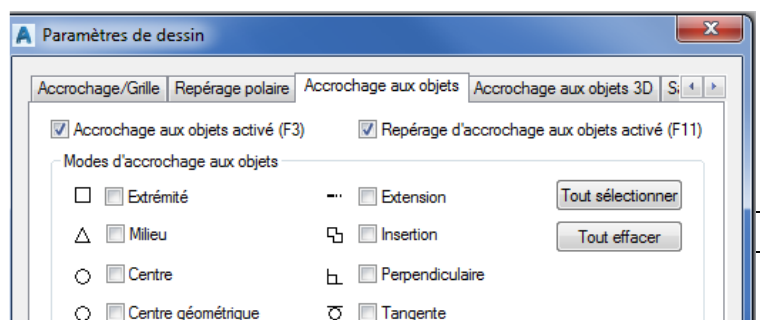 Paramètres de dessin
Accrochage/Grille Repérage polaire Accrochage aux objets Accrochage aux objets 3D
Accrochage aux objets activé (F3) Repérage d'accrochage aux objets activé (F11)
Modes d'accrochage aux objets
Extrémité Extension Tout sélectionner
Milieu Insertion Tout effacer
Centre Perpendiculaire
Centre géométrique Tangente